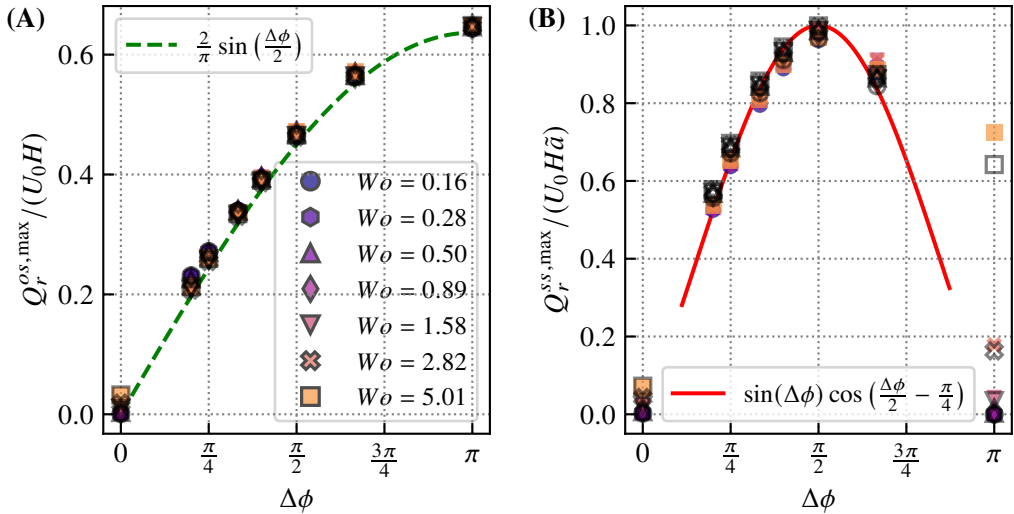 (A)
2/π sin (Δϕ/2)
Q_r^{os,max}/(U_0H)
0.6
0.4
0.2
0.0
Wo = 0.16
Wo = 0.28
Wo = 0.50
Wo = 0.89
Wo = 1.58
Wo = 2.82
Wo = 5.01
0 π/4 π/2 3π/4 π
Δϕ
(B)
Q_r^{ss,max}/(U_0Hã)
1.0
0.8
0.6
0.4
0.2
0.0
sin(Δϕ) cos (Δϕ/2 − π/4)
0 π/4 π/2 3π/4 π
Δϕ